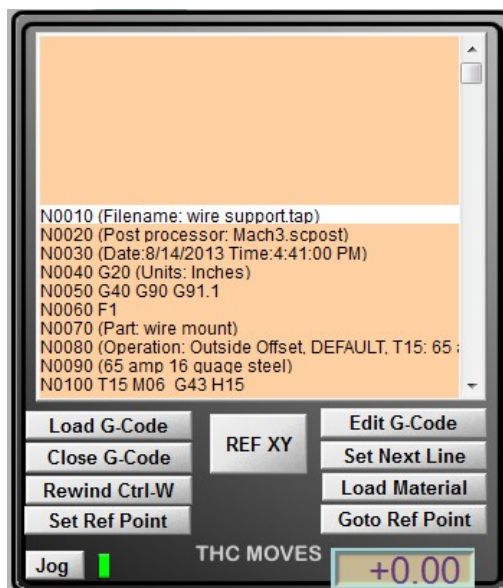 N0010 (Filename: wire support.tap)
N0020 (Post processor: Mach3.scpost)
N0030 (Date:8/14/2013 Time:4:41:00 PM)
N0040 G20 (Units: Inches)
N0050 G40 G90 G91.1
N0060 F1
N0070 (Part: wire mount)
N0080 (Operation: Outside Offset, DEFAULT, T15: 65
N0090 (65 amp 16 guage steel)
N0100 T15 M06  G43 H15
Load G-Code
Close G-Code
Rewind Ctrl-W
Set Ref Point
REF XY
Edit G-Code
Set Next Line
Load Material
Goto Ref Point
Jog
THC MOVES
+0.00